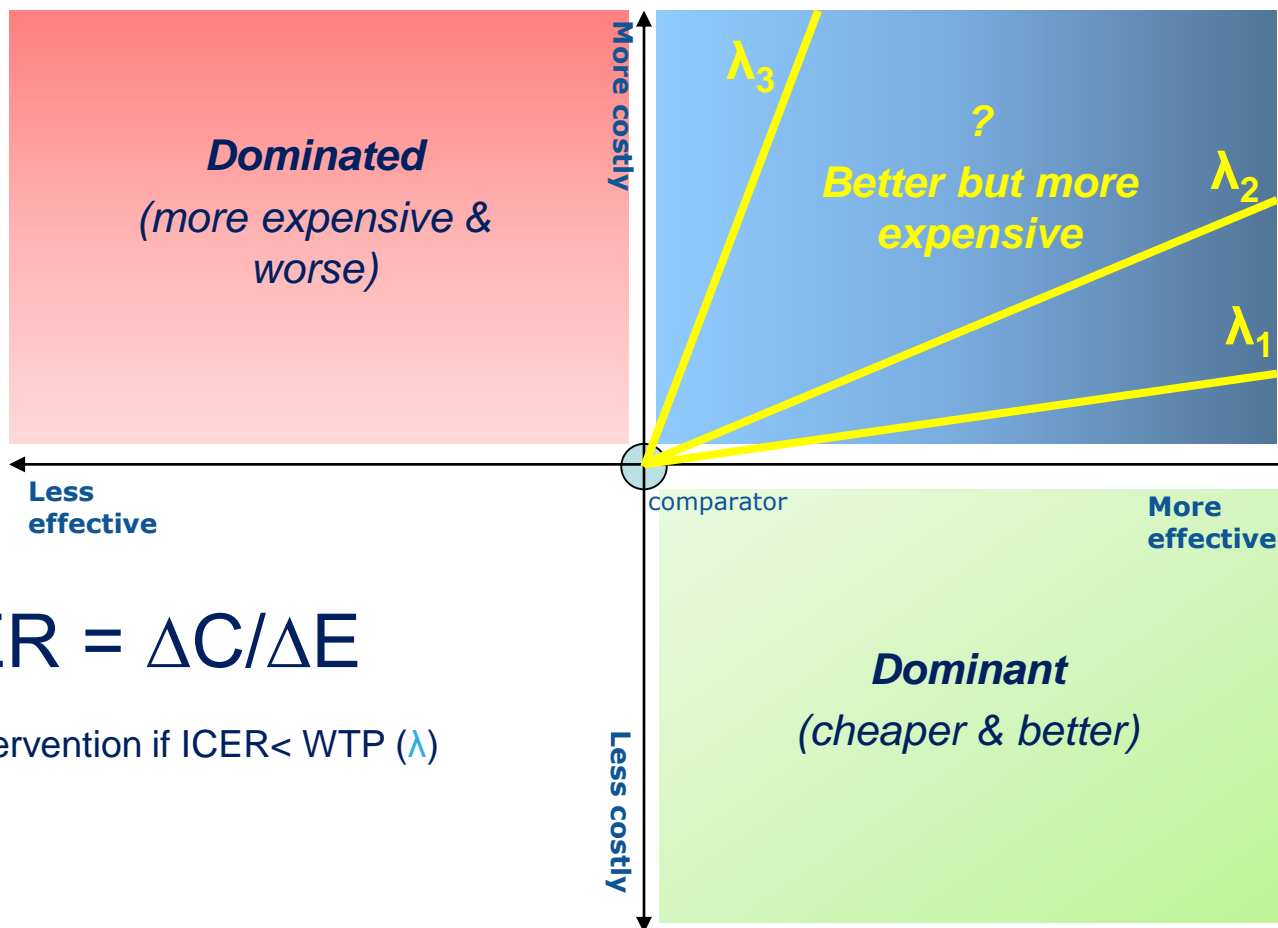 More costly
λ3
?
Better but more
expensive
λ2
λ1
Dominated
(more expensive &
worse)
Less
effective
comparator
More
effective
ER = ΔC/ΔE
ervention if ICER< WTP (λ)
Less costly
Dominant
(cheaper & better)